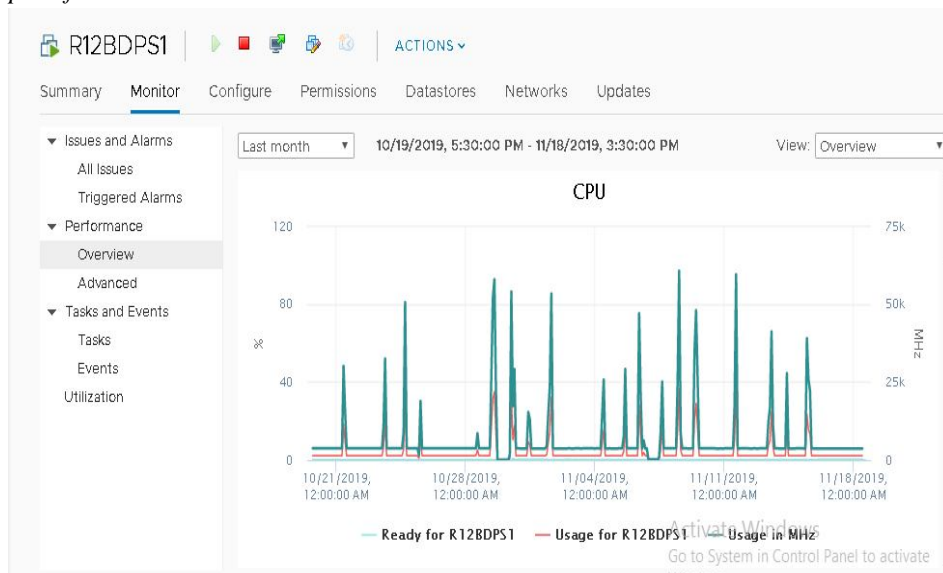 R12BDPS1 ACTIONS
Summary Monitor Configure Permissions Datastores Networks Updates
Issues and Alarms
All Issues
Triggered Alarms
Performance
Overview
Advanced
Tasks and Events
Tasks
Events
Utilization
Last month 10/19/2019, 5:30:00 PM - 11/18/2019, 3:30:00 PM View: Overview
CPU
120 75k
80 50k
% MHz
40 25k
0 0
10/21/2019, 10/28/2019, 11/04/2019, 11/11/2019, 11/18/2019,
12:00:00 AM 12:00:00 AM 12:00:00 AM 12:00:00 AM 12:00:00 AM
Ready for R12BDPS1 Usage for R12BDPS1 Usage in MHz
Activate Windows
Go to System in Control Panel to activate